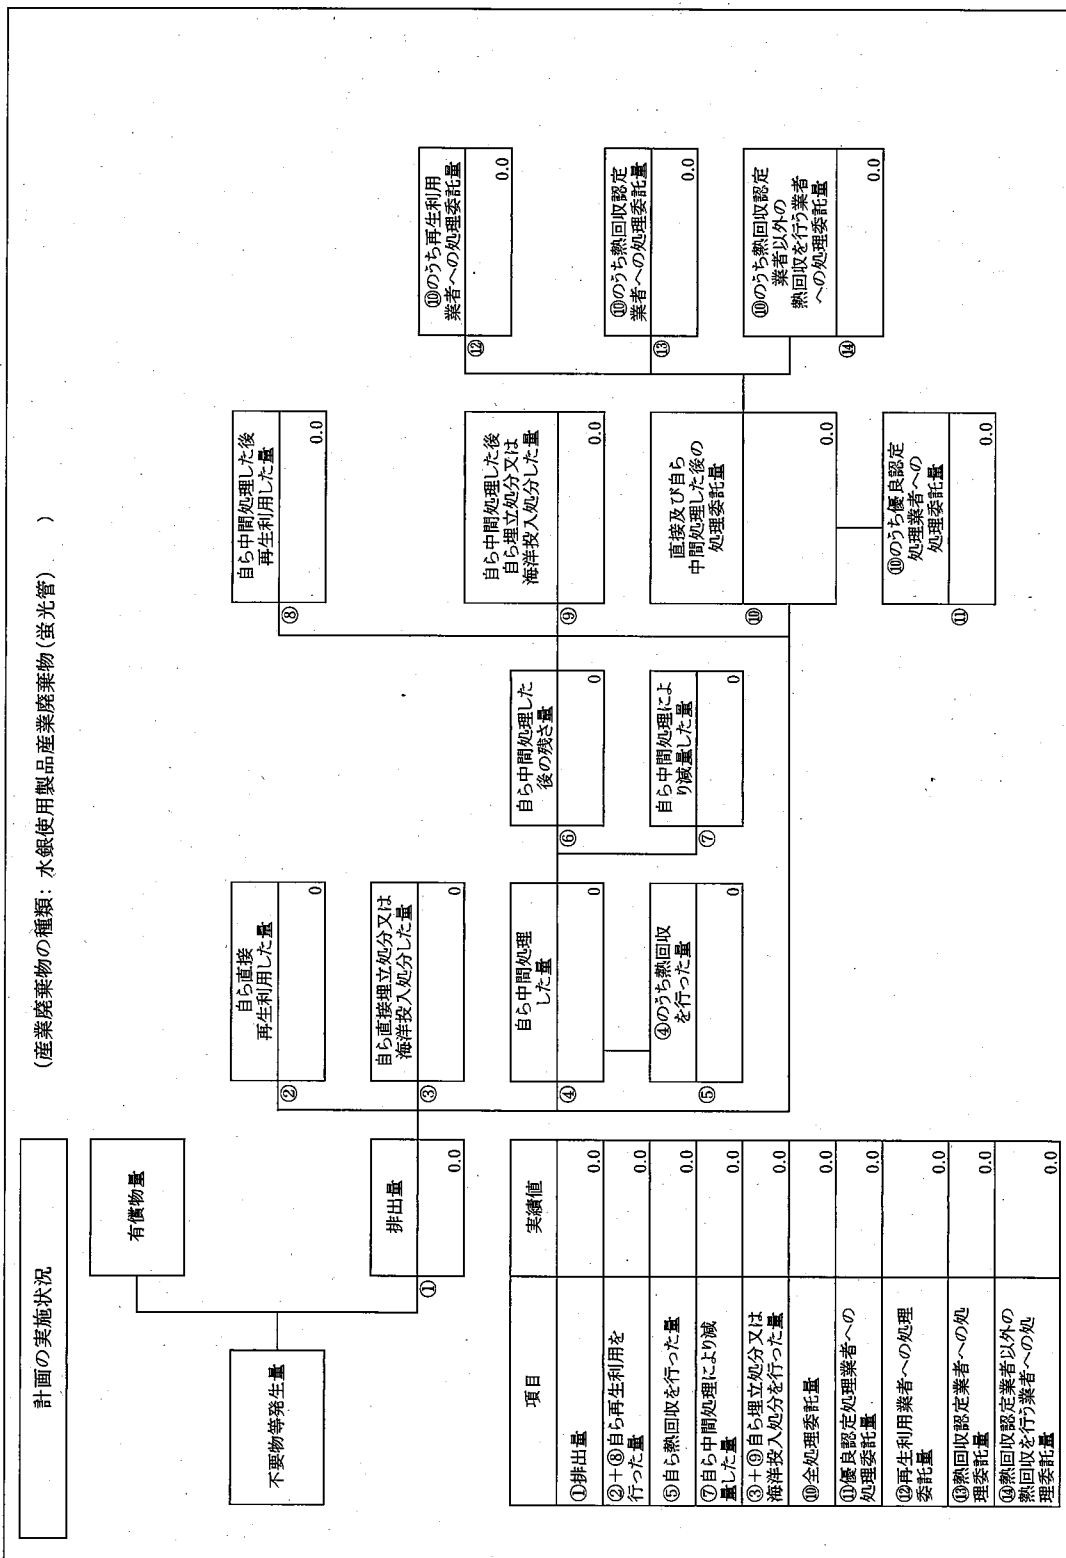 計画の実施状況
(産業廃棄物の種類： 水銀使用製品産業廃棄物(蛍光管) )
不要物等発生量
有償物量
排出量
①
0.0
自ら直接
再生利用した量
②
0
自ら直接埋立処分又は
海洋投入処分した量
③
0
自ら中間処理
した量
④
0
④のうち熱回収
を行った量
⑤
0
自ら中間処理した
後の残さ量
⑥
0
自ら中間処理によ
り減量した量
⑦
0
自ら中間処理した後
再生利用した量
⑧
0.0
自ら中間処理した後
自ら埋立処分又は
海洋投入処分した量
⑨
0.0
直接及び自ら
中間処理した後の
処理委託量
⑩
0.0
⑩のうち優良認定
処理業者への
処理委託量
⑪
0.0
⑩のうち再生利用
業者への処理委託量
⑫
0.0
⑩のうち熱回収認定
業者への処理委託量
⑬
0.0
⑩のうち熱回収認定
業者以外の
熱回収を行う業者
への処理委託量
⑭
0.0
項目 実績値
①排出量 0.0
②+⑧自ら再生利用を
行った量 0.0
⑤自ら熱回収を行った量 0.0
⑦自ら中間処理により減
量した量 0.0
③+⑨自ら埋立処分又は
海洋投入処分を行った量 0.0
⑩全処理委託量 0.0
⑪優良認定処理業者への
処理委託量 0.0
⑫再生利用業者への処理
委託量 0.0
⑬熱回収認定業者への処
理委託量 0.0
⑭熱回収認定業者以外の
熱回収を行う業者への処
理委託量 0.0